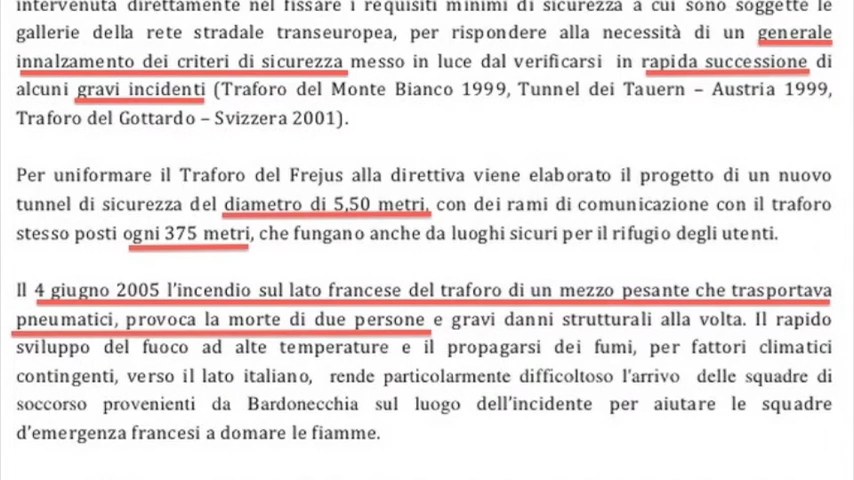 intervenuta direttamente nel fissare i requisiti minimi di sicurezza a cui sono soggette le
gallerie della rete stradale transeuropea, per rispondere alla necessità di un generale
innalzamento dei criteri di sicurezza messo in luce dal verificarsi in rapida successione di
alcuni gravi incidenti (Traforo del Monte Bianco 1999, Tunnel dei Tauern – Austria 1999,
Traforo del Gottardo – Svizzera 2001).
Per uniformare il Traforo del Frejus alla direttiva viene elaborato il progetto di un nuovo
tunnel di sicurezza del diametro di 5,50 metri, con dei rami di comunicazione con il traforo
stesso posti ogni 375 metri, che fungano anche da luoghi sicuri per il rifugio degli utenti.
Il 4 giugno 2005 l'incendio sul lato francese del traforo di un mezzo pesante che trasportava
pneumatici, provoca la morte di due persone e gravi danni strutturali alla volta. Il rapido
sviluppo del fuoco ad alte temperature e il propagarsi dei fumi, per fattori climatici
contingenti, verso il lato italiano, rende particolarmente difficoltoso l'arrivo delle squadre di
soccorso provenienti da Bardonecchia sul luogo dell'incidente per aiutare le squadre
d'emergenza francesi a domare le fiamme.